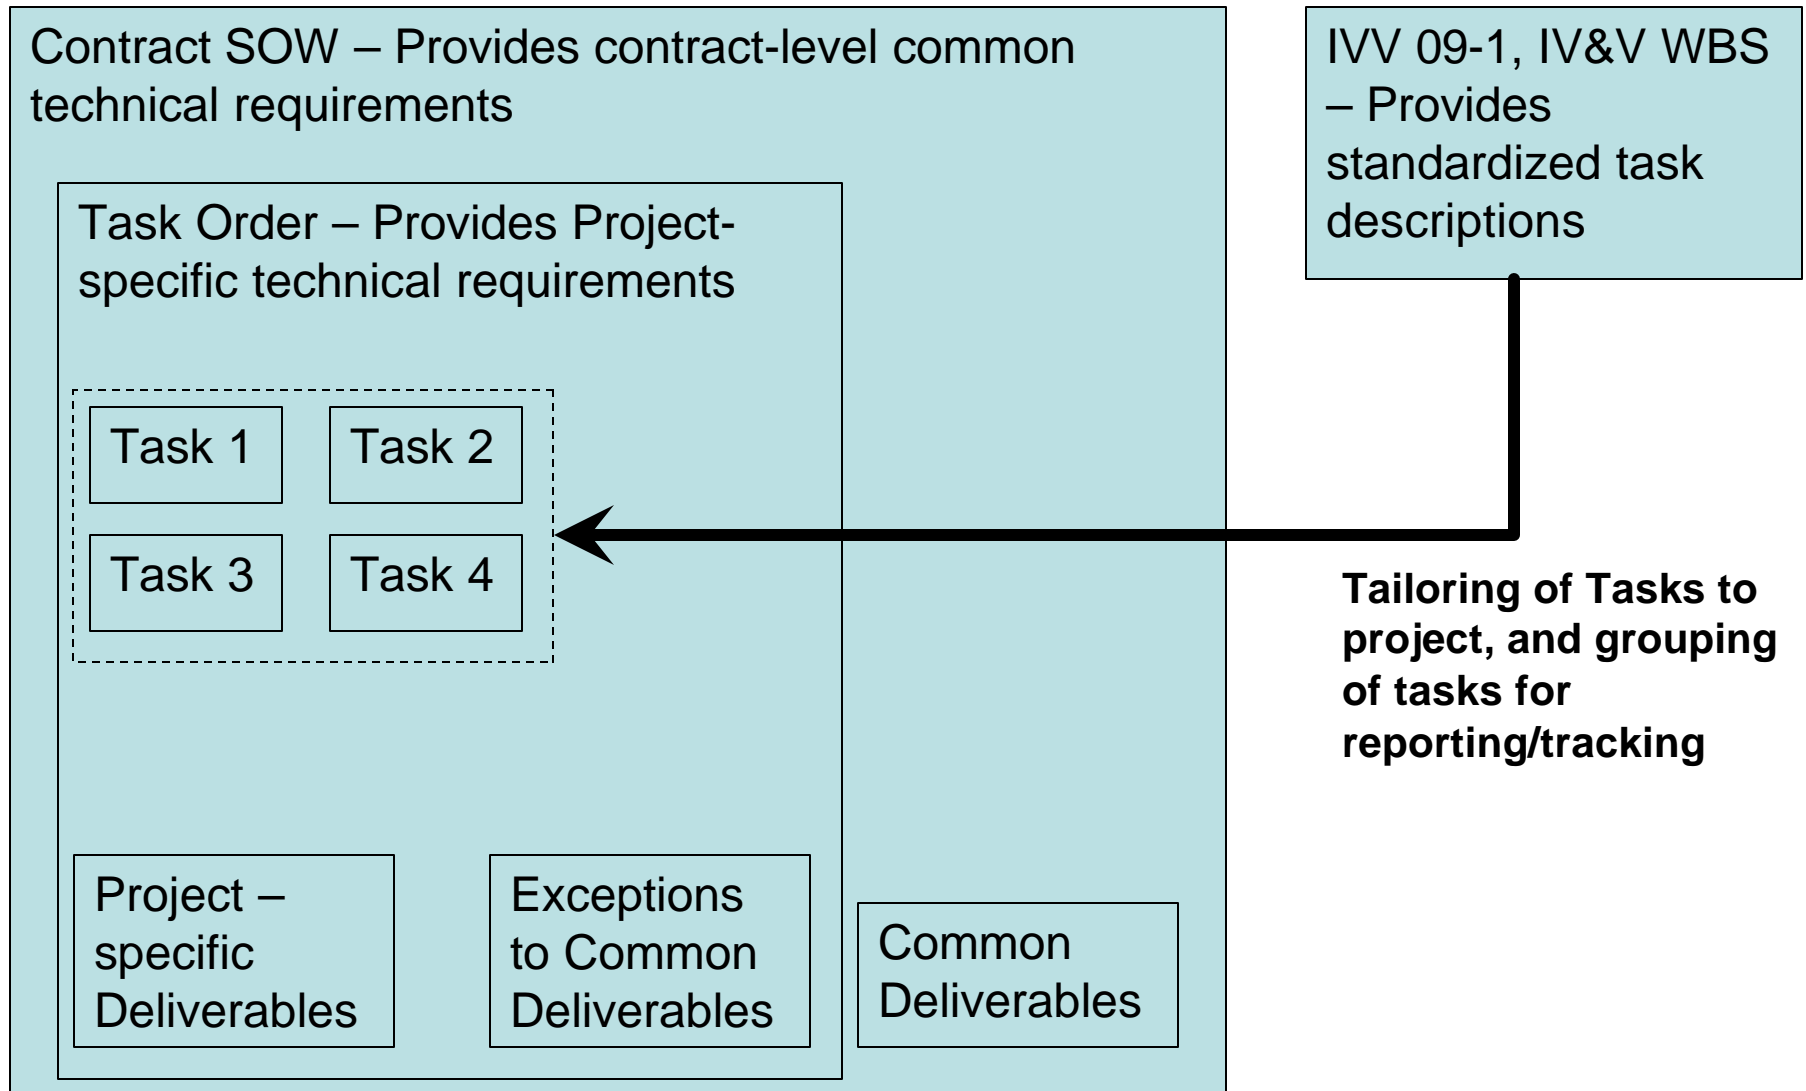 Contract SOW – Provides contract-level common
technical requirements
Task Order – Provides Project-
specific technical requirements
Task 1
Task 2
Task 3
Task 4
Project –
specific
Deliverables
Exceptions
to Common
Deliverables
Common
Deliverables
IVV 09-1, IV&V WBS
– Provides
standardized task
descriptions
Tailoring of Tasks to
project, and grouping
of tasks for
reporting/tracking